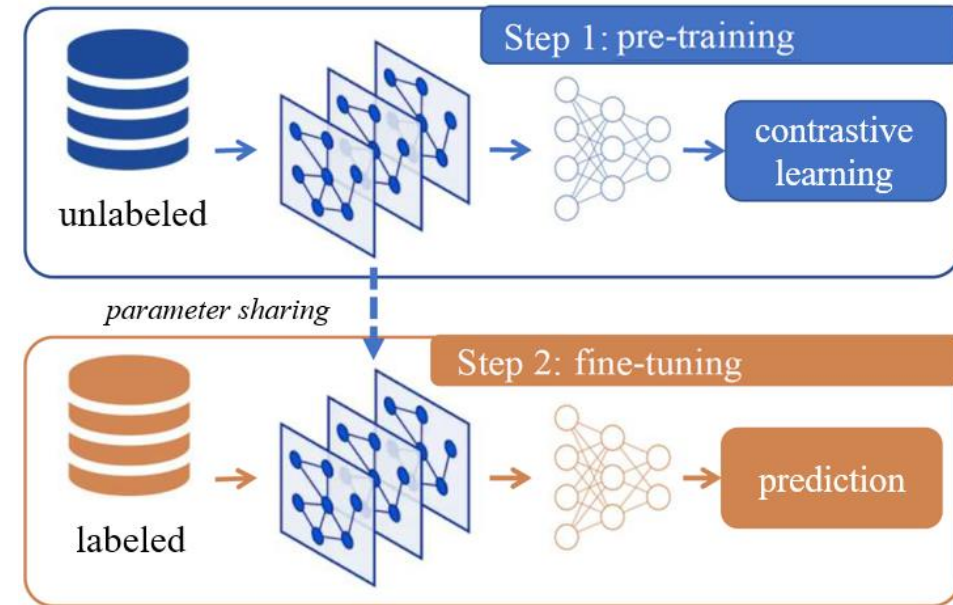 Step 1: pre-training
contrastive
learning
unlabeled
parameter sharing
Step 2: fine-tuning
prediction
labeled